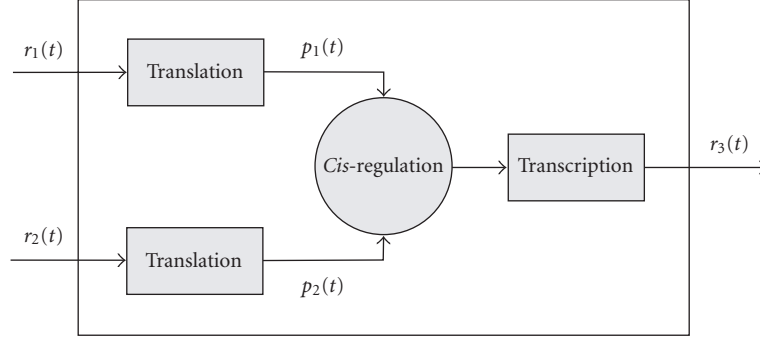 r₁(t)
Translation
p₁(t)
Cis-regulation
Transcription
r₃(t)
r₂(t)
Translation
p₂(t)